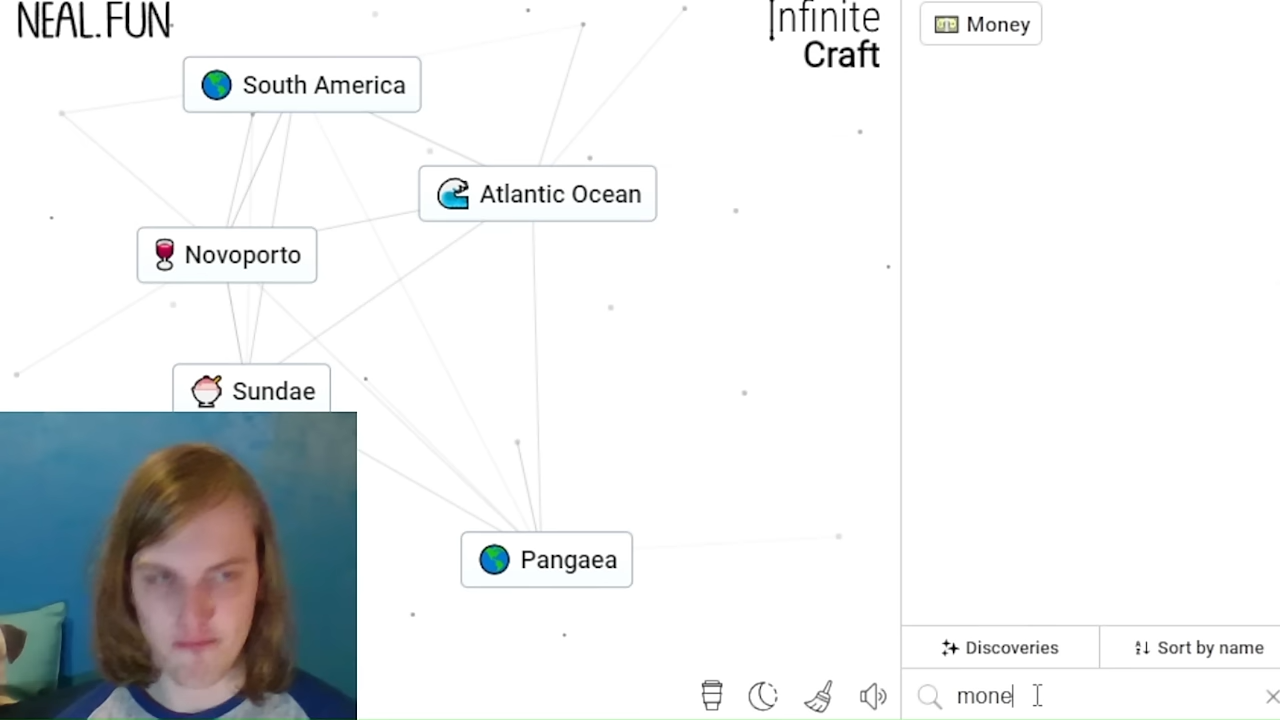 NEAL.FUN
Infinite
Craft
Money
South America
Atlantic Ocean
Novoporto
Sundae
Pangaea
Discoveries
Sort by name
mone